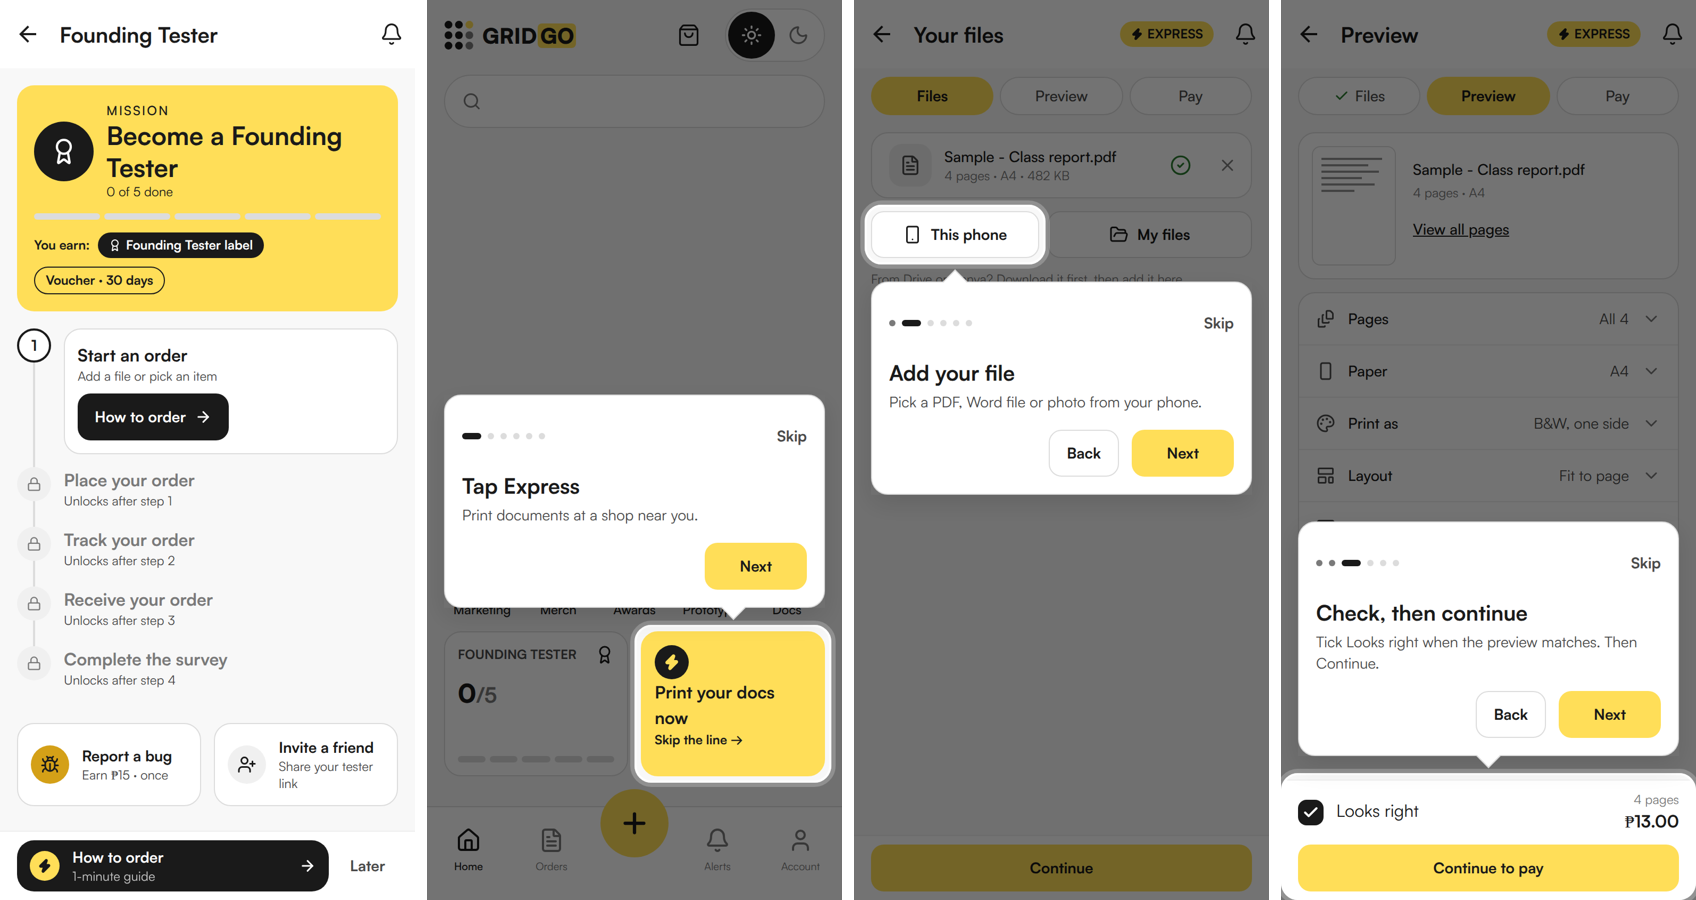 Founding Tester
MISSION
Become a Founding
Tester
0 of 5 done
You earn: Founding Tester label
Voucher · 30 days
1
Start an order
Add a file or pick an item
How to order
Place your order
Unlocks after step 1
Track your order
Unlocks after step 2
Receive your order
Unlocks after step 3
Complete the survey
Unlocks after step 4
Report a bug
Earn ₱15 · once
Invite a friend
Share your tester
link
How to order
1-minute guide
Later
GRID GO
Skip
Tap Express
Print documents at a shop near you.
Next
Marketing Merch Awards Docs
FOUNDING TESTER
0/5
Print your docs
now
Skip the line →
Home Orders Alerts Account
Your files
EXPRESS
Files Preview Pay
Sample - Class report.pdf
4 pages · A4 · 482 KB
This phone
My files
From Drive Download it first, then add it here
Skip
Add your file
Pick a PDF, Word file or photo from your phone.
Back Next
Continue
Preview
EXPRESS
Files Preview Pay
Sample - Class report.pdf
4 pages · A4
View all pages
Pages All 4
Paper A4
Print as B&W, one side
Layout Fit to page
Skip
Check, then continue
Tick Looks right when the preview matches. Then
Continue.
Back Next
Looks right
4 pages
₱13.00
Continue to pay